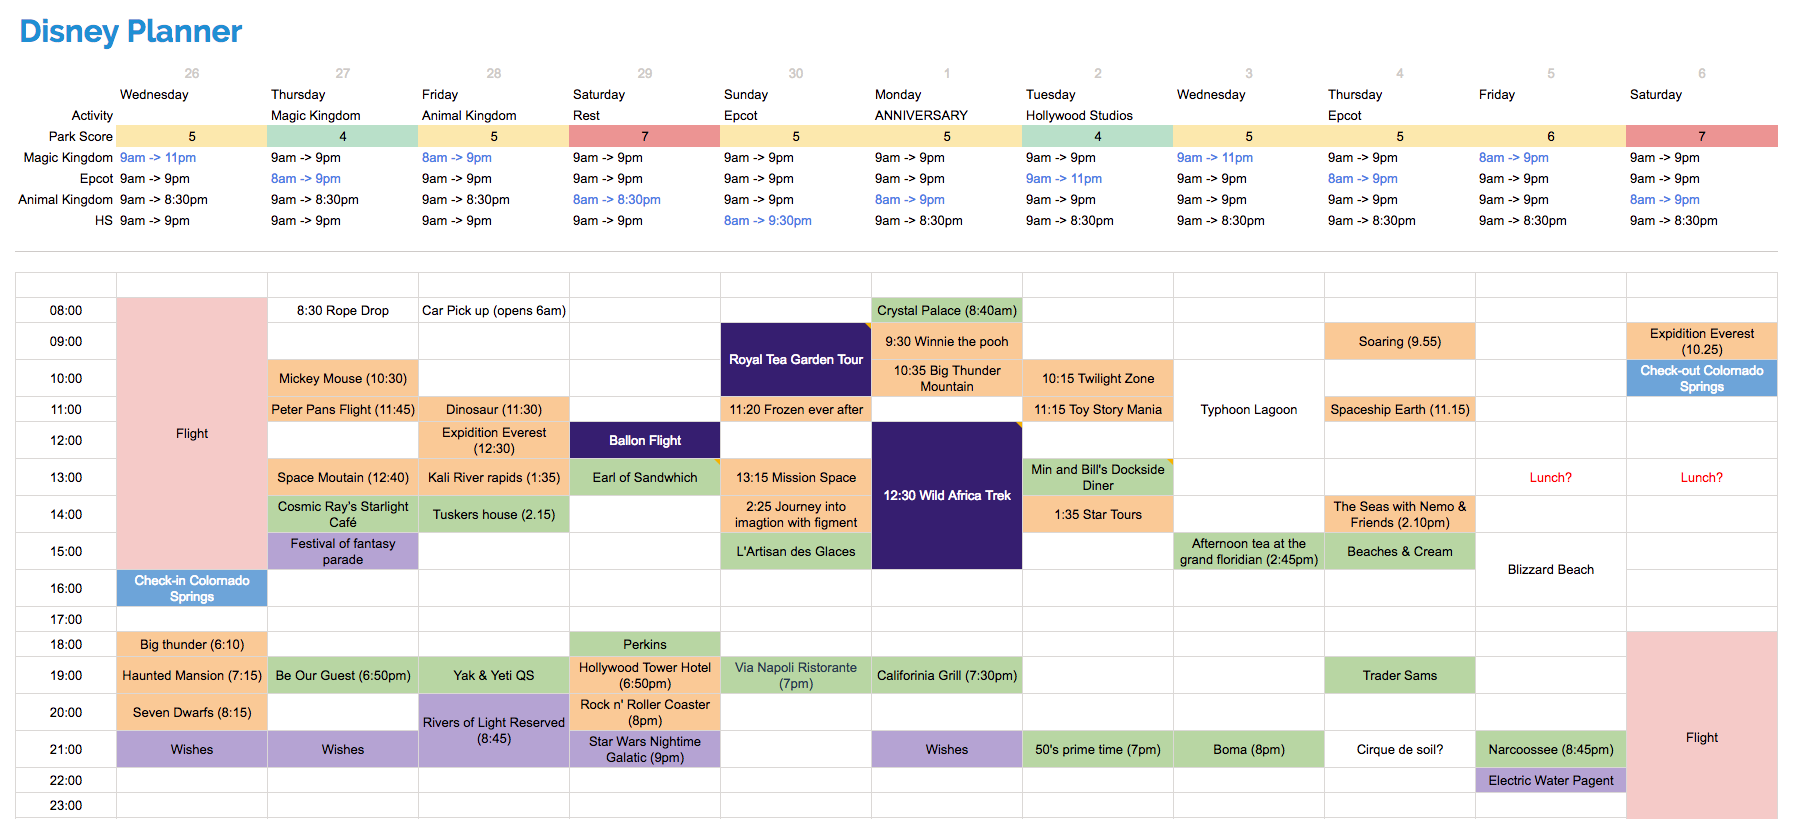 Disney Planner
26 27 28 29 30 1 2 3 4 5 6
Wednesday Thursday Friday Saturday Sunday Monday Tuesday Wednesday Thursday Friday Saturday
Activity Magic Kingdom Animal Kingdom Rest Epcot ANNIVERSARY Hollywood Studios Epcot
Park Score 5 4 5 7 5 5 4 5 5 6 7
Magic Kingdom 9am -> 11pm 9am -> 9pm 8am -> 9pm 9am -> 9pm 9am -> 9pm 9am -> 9pm 9am -> 9pm 9am -> 11pm 9am -> 9pm 8am -> 9pm 9am -> 9pm
Epcot 9am -> 9pm 8am -> 9pm 9am -> 9pm 9am -> 9pm 9am -> 9pm 9am -> 9pm 9am -> 11pm 9am -> 9pm 8am -> 9pm 9am -> 9pm 9am -> 9pm
Animal Kingdom 9am -> 8:30pm 9am -> 8:30pm 9am -> 8:30pm 8am -> 8:30pm 9am -> 9pm 8am -> 9pm 9am -> 9pm 9am -> 9pm 9am -> 9pm 9am -> 9pm 8am -> 9pm
HS 9am -> 9pm 9am -> 9pm 9am -> 9pm 9am -> 9pm 8am -> 9:30pm 9am -> 8:30pm 9am -> 8:30pm 9am -> 8:30pm 9am -> 8:30pm 9am -> 8:30pm 9am -> 8:30pm
08:00 8:30 Rope Drop Car Pick up (opens 6am) Crystal Palace (8:40am)
09:00 Royal Tea Garden Tour 9:30 Winnie the pooh Soaring (9.55) Expidition Everest
(10.25)
10:00 Mickey Mouse (10:30) 10:35 Big Thunder
Mountain 10:15 Twilight Zone Check-out Colornado
Springs
11:00 Peter Pans Flight (11:45) Dinosaur (11:30) 11:20 Frozen ever after 11:15 Toy Story Mania Typhoon Lagoon Spaceship Earth (11.15)
Flight
12:00 Expidition Everest
(12:30) Ballon Flight
13:00 Space Moutain (12:40) Kali River rapids (1:35) Earl of Sandwhich 13:15 Mission Space 12:30 Wild Africa Trek Min and Bill's Dockside
Diner Lunch? Lunch?
14:00 Cosmic Ray's Starlight
Café Tuskers house (2.15) 2:25 Journey into
imagtion with figment 1:35 Star Tours The Seas with Nemo &
Friends (2.10pm)
15:00 Festival of fantasy
parade L'Artisan des Glaces Afternoon tea at the
grand floridian (2:45pm) Beaches & Cream Blizzard Beach
16:00 Check-in Colornado
Springs
17:00
18:00 Big thunder (6:10) Perkins
19:00 Haunted Mansion (7:15) Be Our Guest (6:50pm) Yak & Yeti QS Hollywood Tower Hotel
(6:50pm) Via Napoli Ristorante
(7pm) Califorinia Grill (7:30pm) Trader Sams
20:00 Seven Dwarfs (8:15) Rivers of Light Reserved
(8:45) Rock n' Roller Coaster
(8pm)
21:00 Wishes Wishes Star Wars Nightime
Galatic (9pm) Wishes 50's prime time (7pm) Boma (8pm) Cirque de soil? Narcoossee (8:45pm) Flight
22:00 Electric Water Pagent
23:00